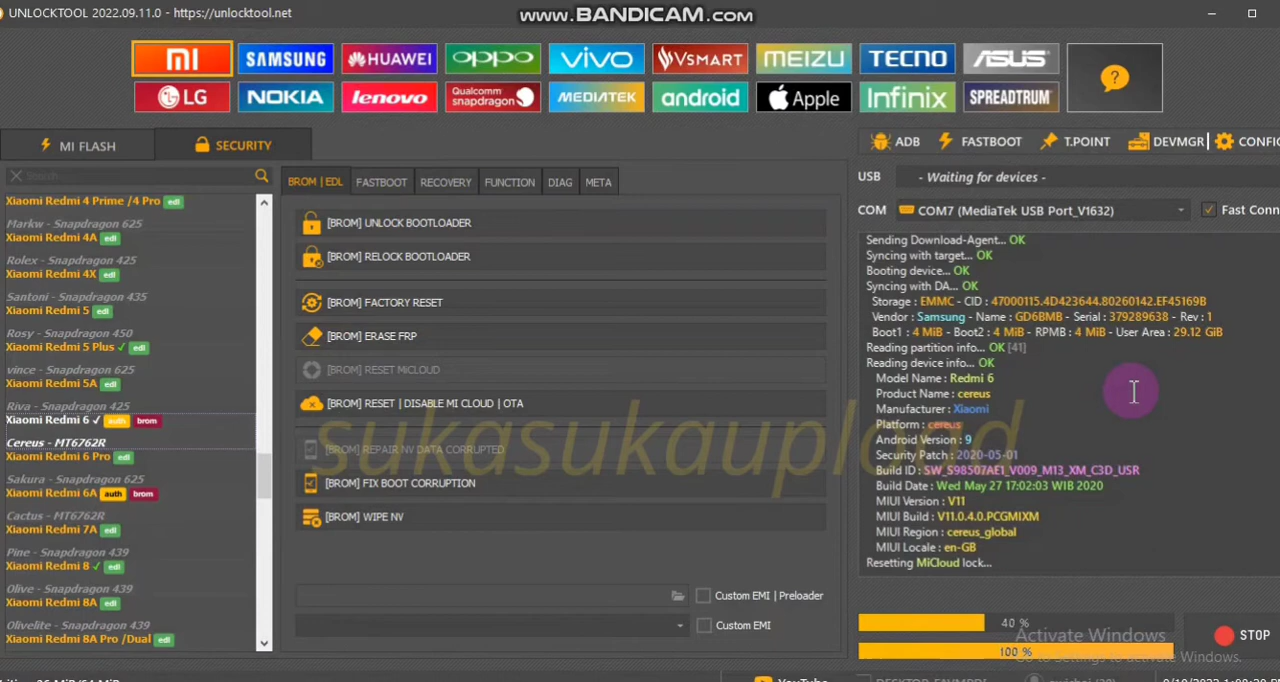 UNLOCKTOOL 2022.09.11.0 - https://unlocktool.net
www.BANDICAM.com
MI SAMSUNG HUAWEI oppo vivo VSMART MEIZU TECNO ASUS
LG NOKIA lenovo Qualcomm snapdragon MEDIATEK android Apple Infinix SPREADTRUM ?
MI FLASH SECURITY
Search
Xiaomi Redmi 4 Prime /4 Pro edl
Markw - Snapdragon 625
Xiaomi Redmi 4A edl
Rolex - Snapdragon 425
Xiaomi Redmi 4X edl
Santoni - Snapdragon 435
Xiaomi Redmi 5 edl
Rosy - Snapdragon 450
Xiaomi Redmi 5 Plus ✓ edl
vince - Snapdragon 625
Xiaomi Redmi 5A edl
Riva - Snapdragon 425
Xiaomi Redmi 6 ✓ auth brom
Cereus - MT6762R
Xiaomi Redmi 6 Pro edl
Sakura - Snapdragon 625
Xiaomi Redmi 6A auth brom
Cactus - MT6762R
Xiaomi Redmi 7A edl
Pine - Snapdragon 439
Xiaomi Redmi 8 ✓ edl
Olive - Snapdragon 439
Xiaomi Redmi 8A edl
Olivelite - Snapdragon 439
Xiaomi Redmi 8A Pro /Dual edl
BROM | EDL FASTBOOT RECOVERY FUNCTION DIAG META
[BROM] UNLOCK BOOTLOADER
[BROM] RELOCK BOOTLOADER
[BROM] FACTORY RESET
[BROM] ERASE FRP
[BROM] RESET MiCLOUD
[BROM] RESET | DISABLE MI CLOUD | OTA
[BROM] REPAIR NV DATA CORRUPTED
[BROM] FIX BOOT CORRUPTION
[BROM] WIPE NV
Custom EMI | Preloader
Custom EMI
sukasukaupload
ADB FASTBOOT T.POINT DEVMGR CONFIG
USB - Waiting for devices -
COM COM7 (MediaTek USB Port_V1632) Fast Conn
Sending Download-Agent... OK
Syncing with target... OK
Booting device... OK
Syncing with DA... OK
Storage : EMMC - CID : 47000115.4D423644.80260142.EF45169B
Vendor : Samsung - Name : GD6BMB - Serial : 379289638 - Rev : 1
Boot1 : 4 MiB - Boot2 : 4 MiB - RPMB : 4 MiB - User Area : 29.12 GiB
Reading partition info... OK [41]
Reading device info... OK
Model Name : Redmi 6
Product Name : cereus
Manufacturer : Xiaomi
Platform : cereus
Android Version : 9
Security Patch : 2020-05-01
Build ID : SW_S98507AE1_V009_M13_XM_C3D_USR
Build Date : Wed May 27 17:02:03 WIB 2020
MIUI Version : V11
MIUI Build : V11.0.4.0.PCGMIXM
MIUI Region : cereus_global
MIUI Locale : en-GB
Resetting MiCloud lock...
40 %
100 %
STOP
Activate Windows
Go to Settings to activate Windows.